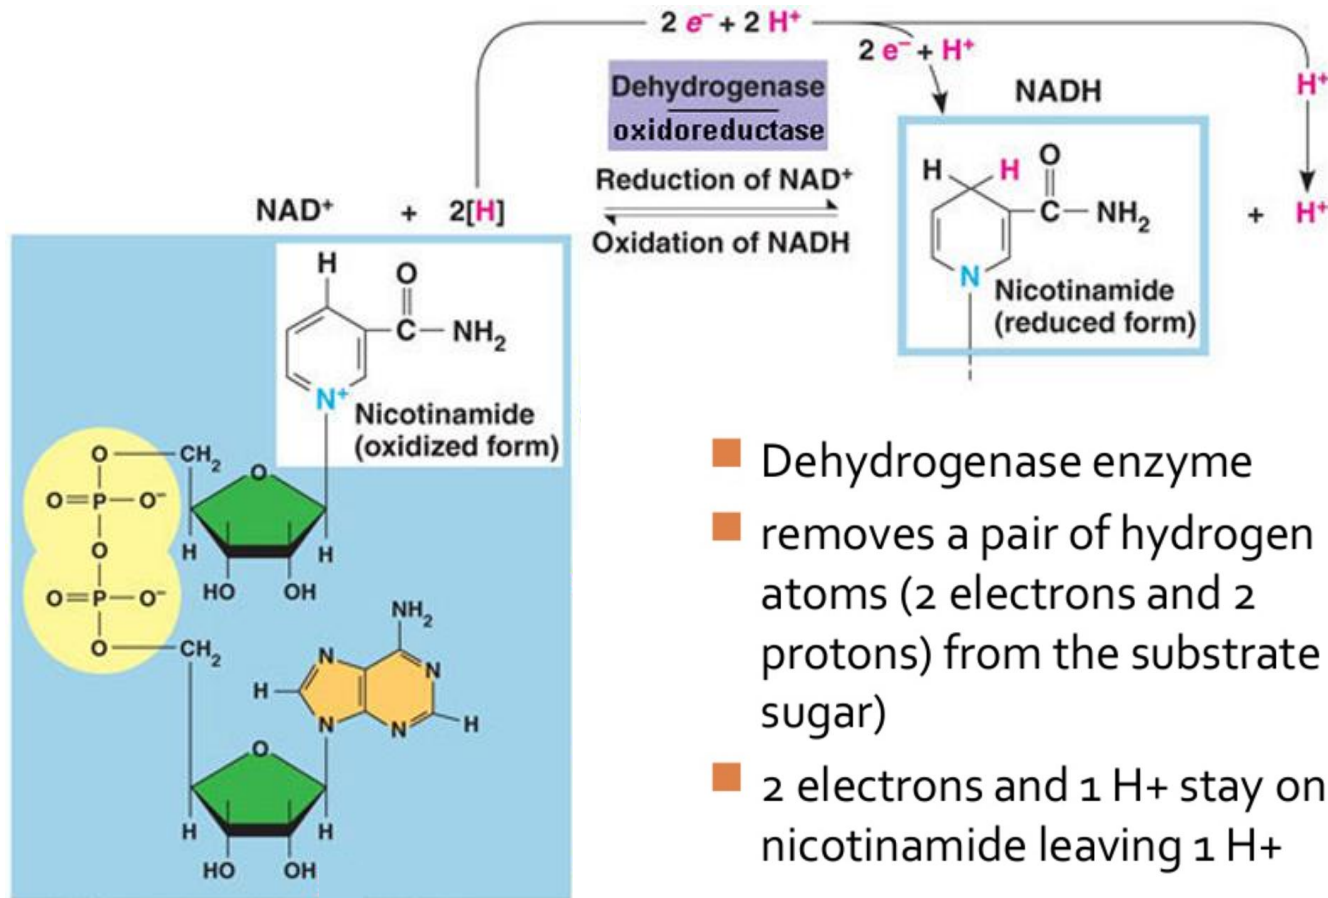 2 e⁻ + 2 H⁺
2 e⁻ + H⁺
Dehydrogenase
oxidoreductase
NADH
H⁺
Reduction of NAD⁺
NAD⁺ + 2[H]
Oxidation of NADH
+ H⁺
H H O
C NH₂
N
Nicotinamide
(reduced form)
H O
C NH₂
N⁺
Nicotinamide
(oxidized form)
O CH₂ O
O=P—O⁻
H H
O HO OH
O=P—O⁻
NH₂
O CH₂
N N
H
N N H
O
H H
HO OH
Dehydrogenase enzyme
removes a pair of hydrogen
atoms (2 electrons and 2
protons) from the substrate
sugar)
2 electrons and 1 H+ stay on
nicotinamide leaving 1 H+